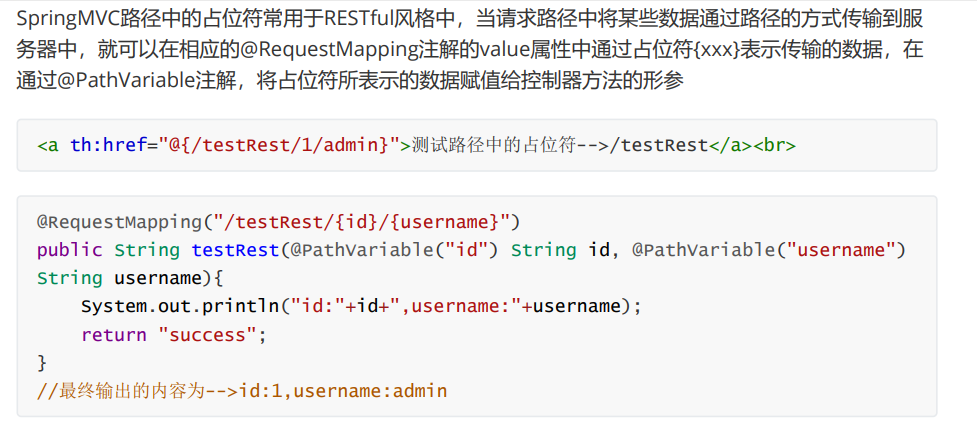 SpringMVC路径中的占位符常用于RESTful风格中，当请求路径中将某些数据通过路径的方式传输到服
务器中，就可以在相应的@RequestMapping注解的value属性中通过占位符{xxx}表示传输的数据，在
通过@PathVariable注解，将占位符所表示的数据赋值给控制器方法的形参
<a th:href="@{/testRest/1/admin}">测试路径中的占位符-->/testRest</a><br>
@RequestMapping("/testRest/{id}/{username}")
public String testRest(@PathVariable("id") String id, @PathVariable("username")
String username){
    System.out.println("id:"+id+",username:"+username);
    return "success";
}
//最终输出的内容为-->id:1,username:admin